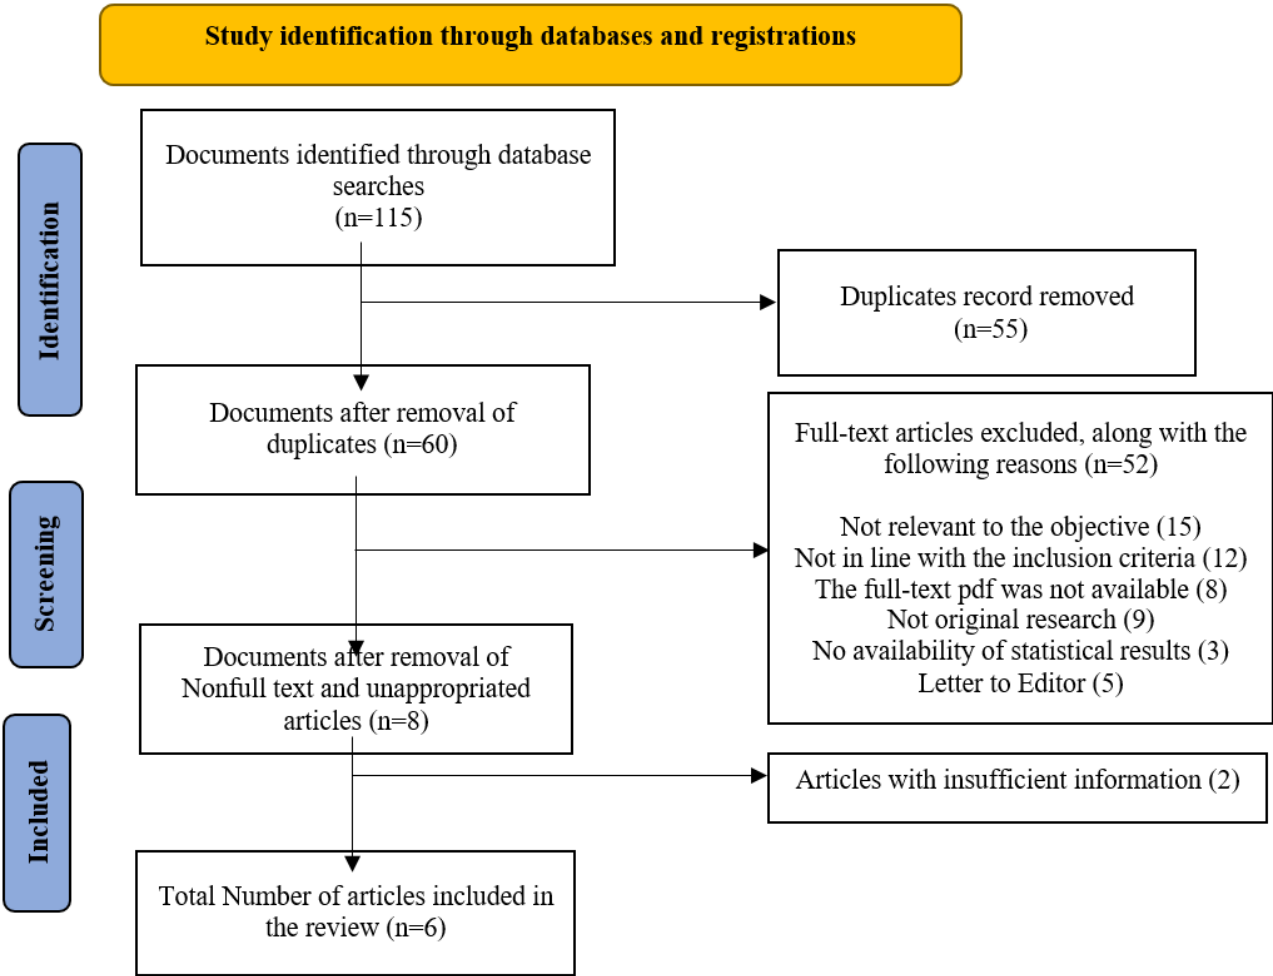 Study identification through databases and registrations
Identification
Documents identified through database
searches
(n=115)
Duplicates record removed
(n=55)
Documents after removal of
duplicates (n=60)
Screening
Full-text articles excluded, along with the
following reasons (n=52)
Not relevant to the objective (15)
Not in line with the inclusion criteria (12)
The full-text pdf was not available (8)
Not original research (9)
No availability of statistical results (3)
Letter to Editor (5)
Documents after removal of
Nonfull text and unappropriated
articles (n=8)
Included
Articles with insufficient information (2)
Total Number of articles included in
the review (n=6)